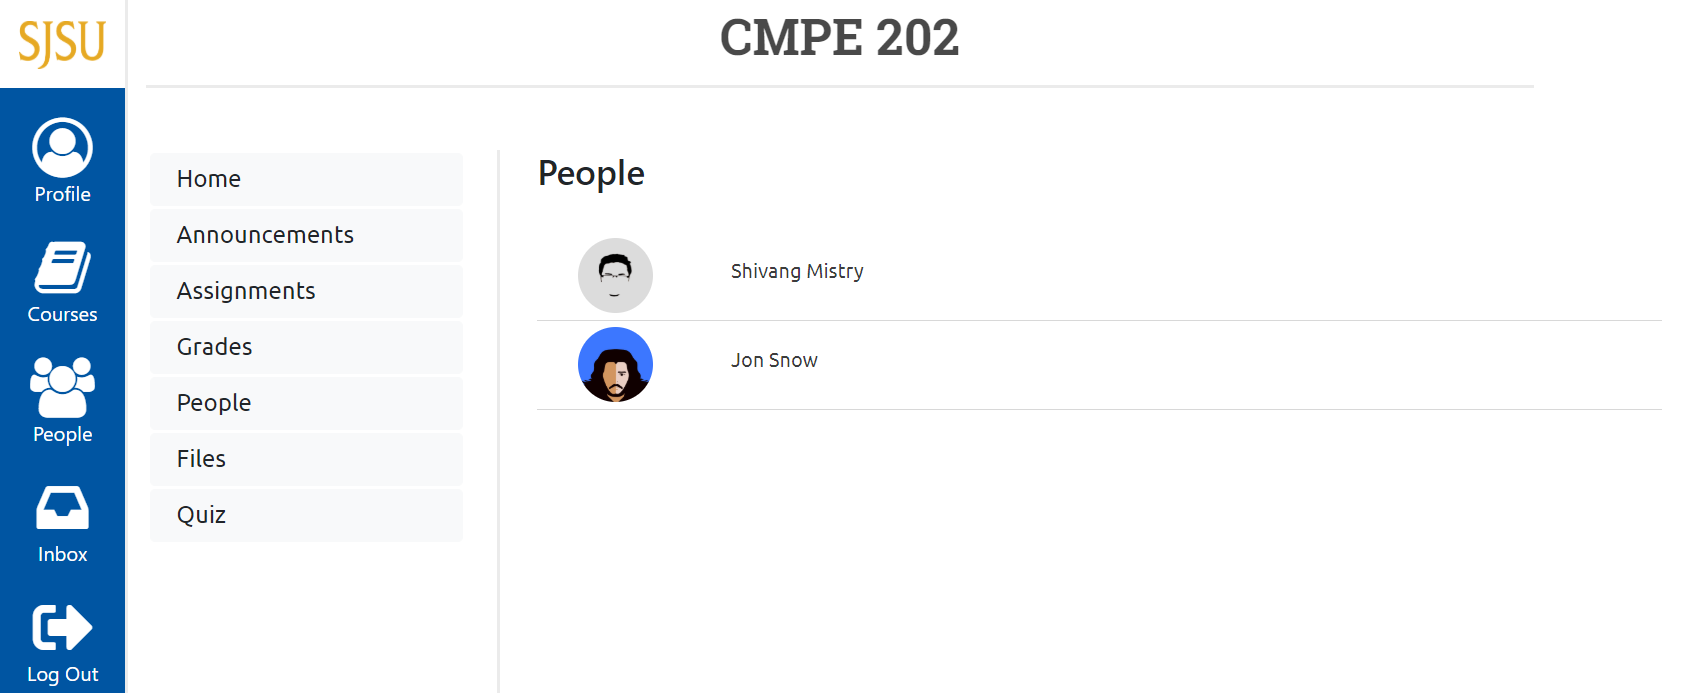 SJSU
CMPE 202
Profile
Courses
People
Inbox
Log Out
Home
Announcements
Assignments
Grades
People
Files
Quiz
People
Shivang Mistry
Jon Snow